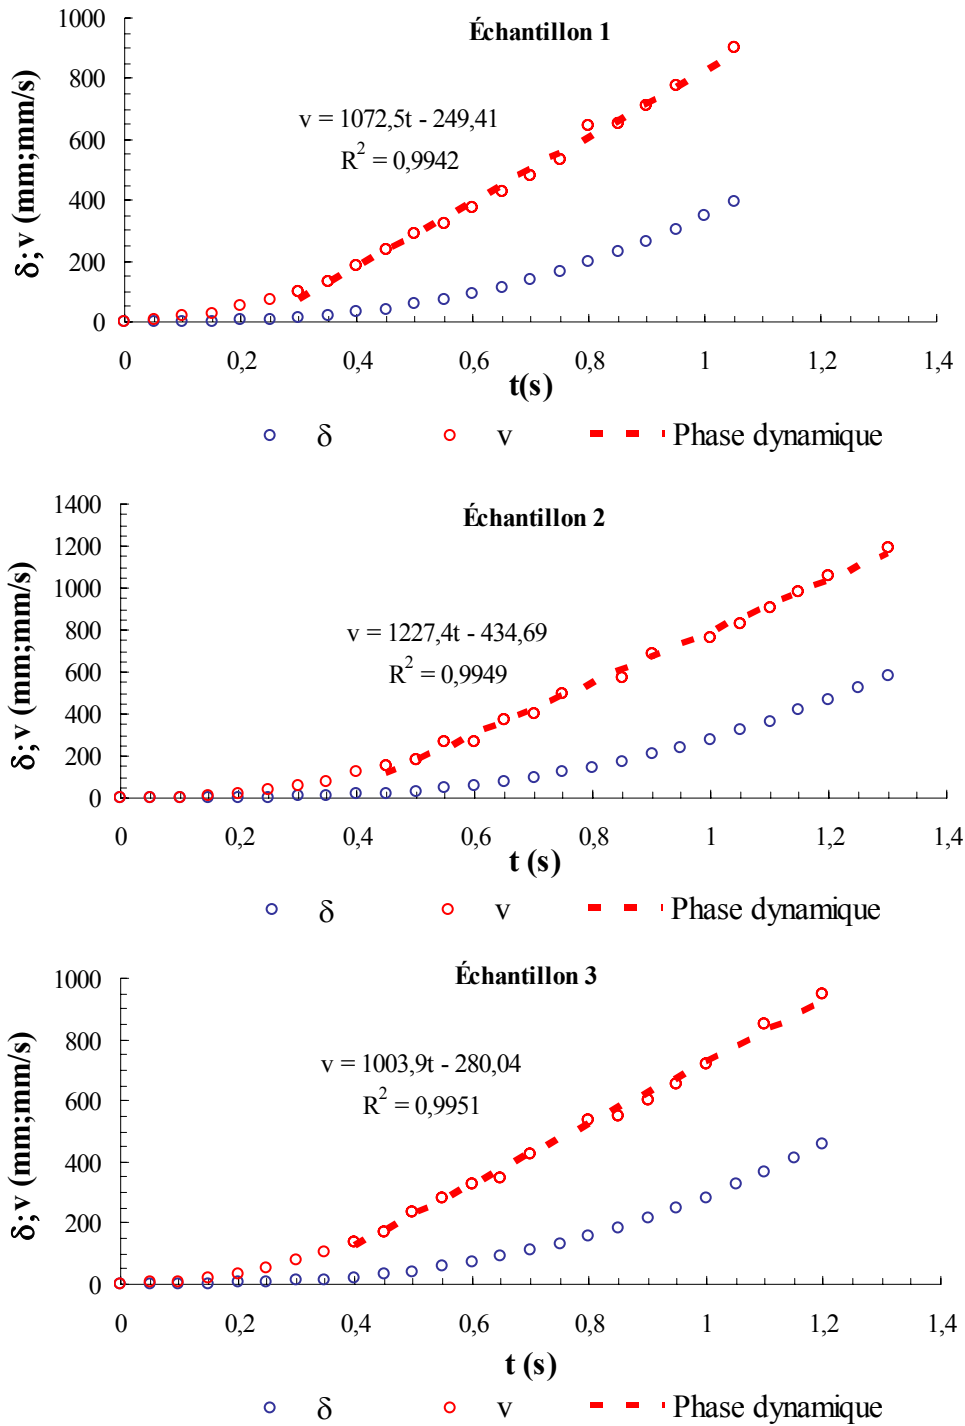 Échantillon 1
1000
800
600
400
200
0
δ; v (mm;mm/s)
v = 1072,5t - 249,41
R² = 0,9942
0 0,2 0,4 0,6 0,8 1 1,2 1,4
t(s)
δ v Phase dynamique
Échantillon 2
1400
1200
1000
800
600
400
200
0
δ; v (mm;mm/s)
v = 1227,4t - 434,69
R² = 0,9949
0 0,2 0,4 0,6 0,8 1 1,2 1,4
t (s)
δ v Phase dynamique
Échantillon 3
1000
800
600
400
200
0
δ; v (mm;mm/s)
v = 1003,9t - 280,04
R² = 0,9951
0 0,2 0,4 0,6 0,8 1 1,2 1,4
t (s)
δ v Phase dynamique